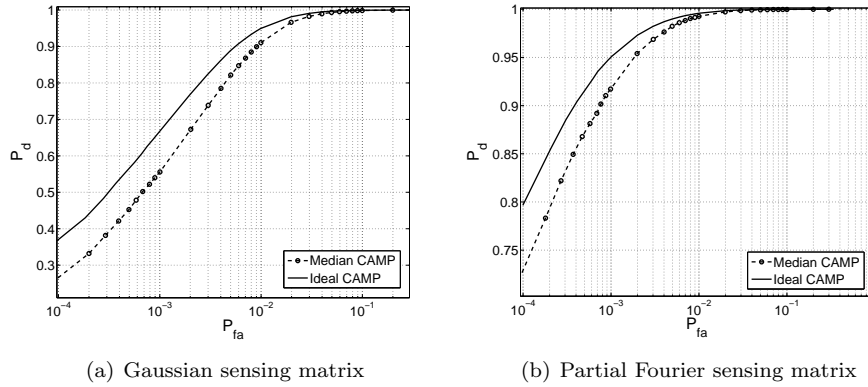 1
0.9
0.8
0.7
0.6
0.5
0.4
0.3
P_d
10^-4
10^-3
10^-2
10^-1
P_fa
Median CAMP
Ideal CAMP
(a) Gaussian sensing matrix
1
0.95
0.9
0.85
0.8
0.75
P_d
10^-4
10^-3
10^-2
10^-1
P_fa
Median CAMP
Ideal CAMP
(b) Partial Fourier sensing matrix